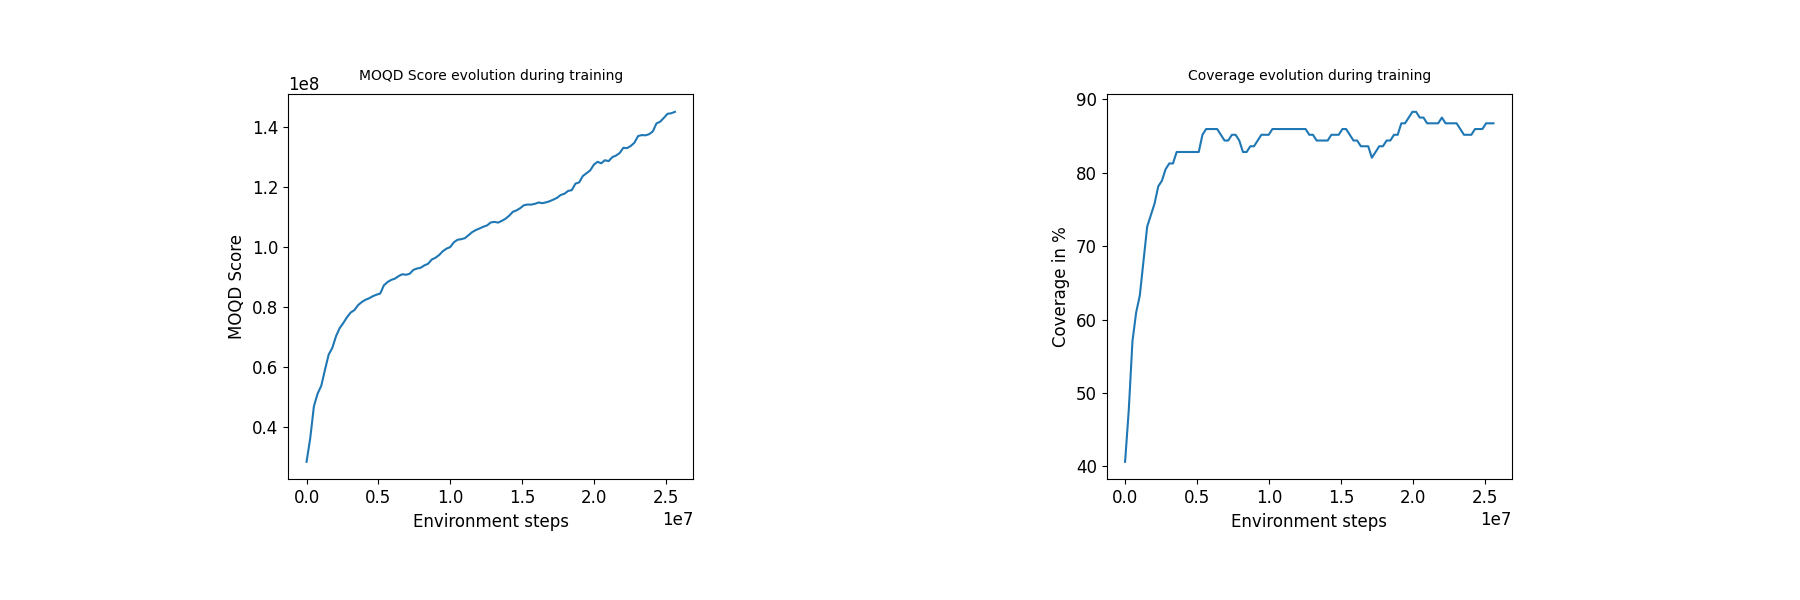 MOQD Score evolution during training
1e8
1.4
1.2
1.0
0.8
0.6
0.4
MOQD Score
0.0 0.5 1.0 1.5 2.0 2.5
1e7
Environment steps
Coverage evolution during training
90
80
70
60
50
40
Coverage in %
0.0 0.5 1.0 1.5 2.0 2.5
1e7
Environment steps